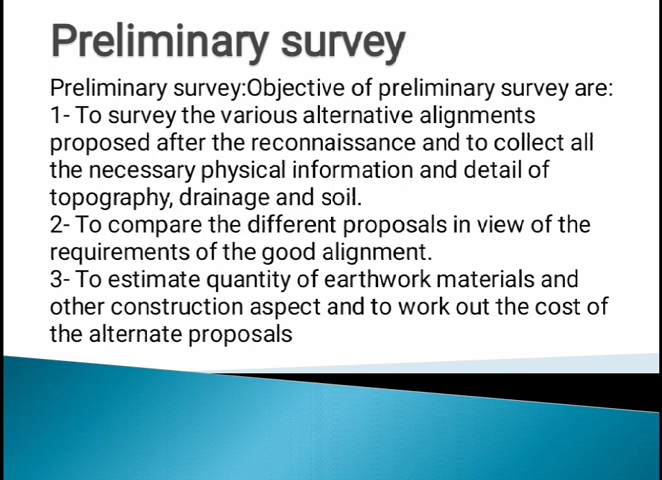 Preliminary survey
Preliminary survey:Objective of preliminary survey are:
1- To survey the various alternative alignments
proposed after the reconnaissance and to collect all
the necessary physical information and detail of
topography, drainage and soil.
2- To compare the different proposals in view of the
requirements of the good alignment.
3- To estimate quantity of earthwork materials and
other construction aspect and to work out the cost of
the alternate proposals